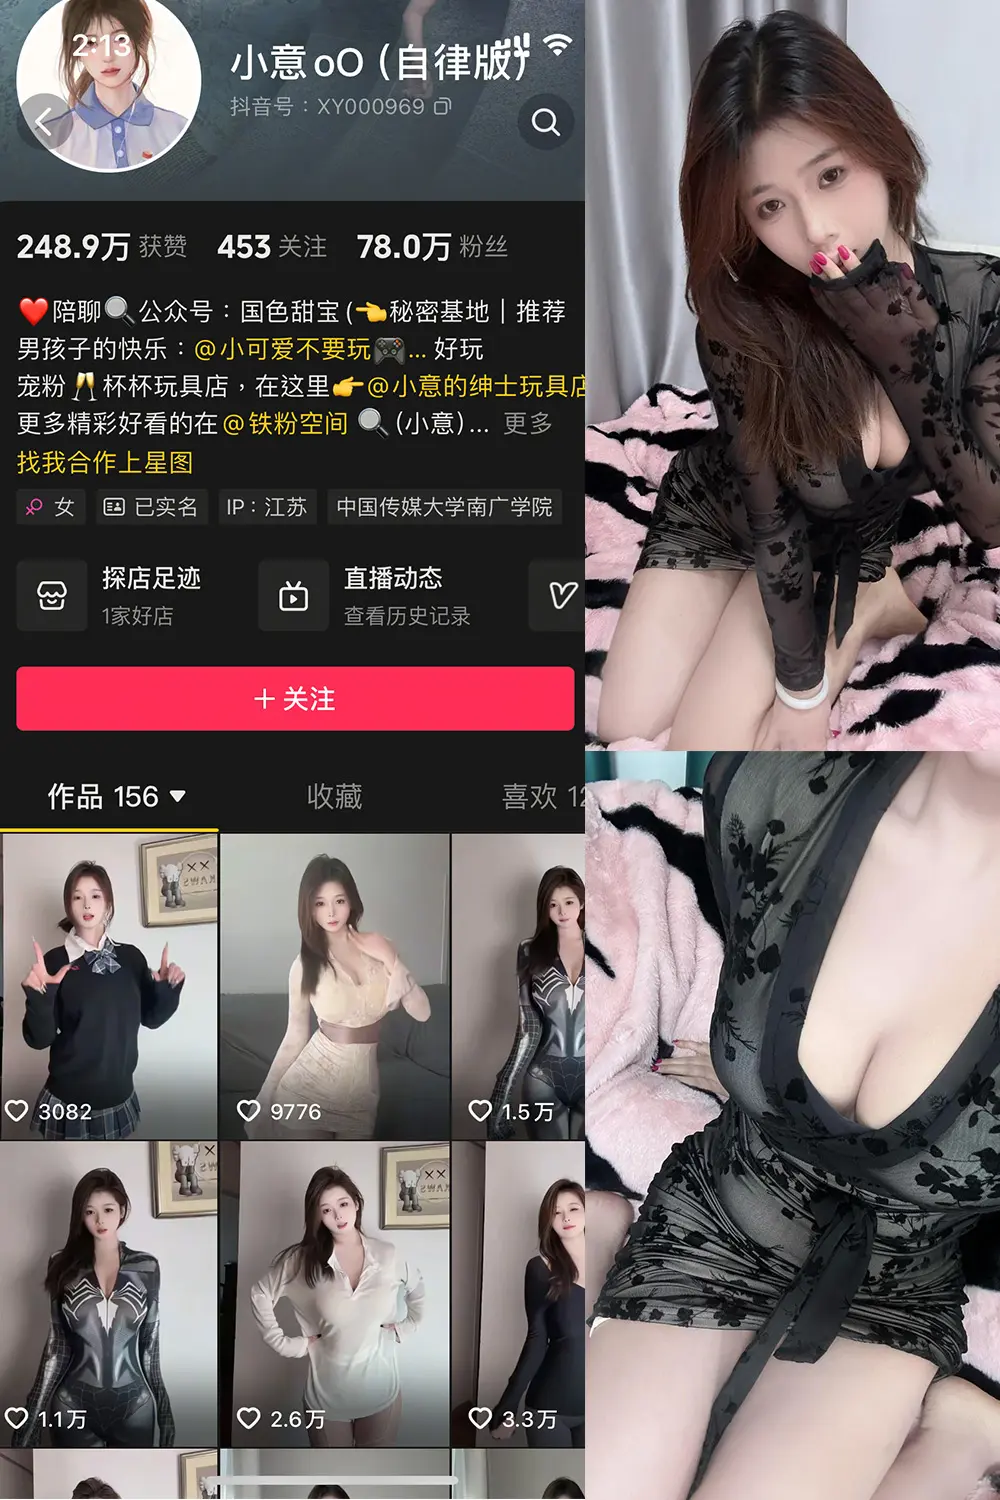 2:13
小意oO（自律版）
抖音号：XY000969
248.9万 获赞 453 关注 78.0万 粉丝
❤️陪聊🔍公众号：国色甜宝(👈秘密基地｜推荐
男孩子的快乐：@小可爱不要玩🎮... 好玩
宠粉🥂杯杯玩具店，在这里👉@小意的绅士玩具店
更多精彩好看的在@铁粉空间 🔍(小意)... 更多
找我合作上星图
女 已实名 IP：江苏 中国传媒大学南广学院
探店足迹 直播动态
1家好店 查看历史记录
＋关注
作品 156 收藏 喜欢 12
3082 9776 1.5万
1.1万 2.6万 3.3万